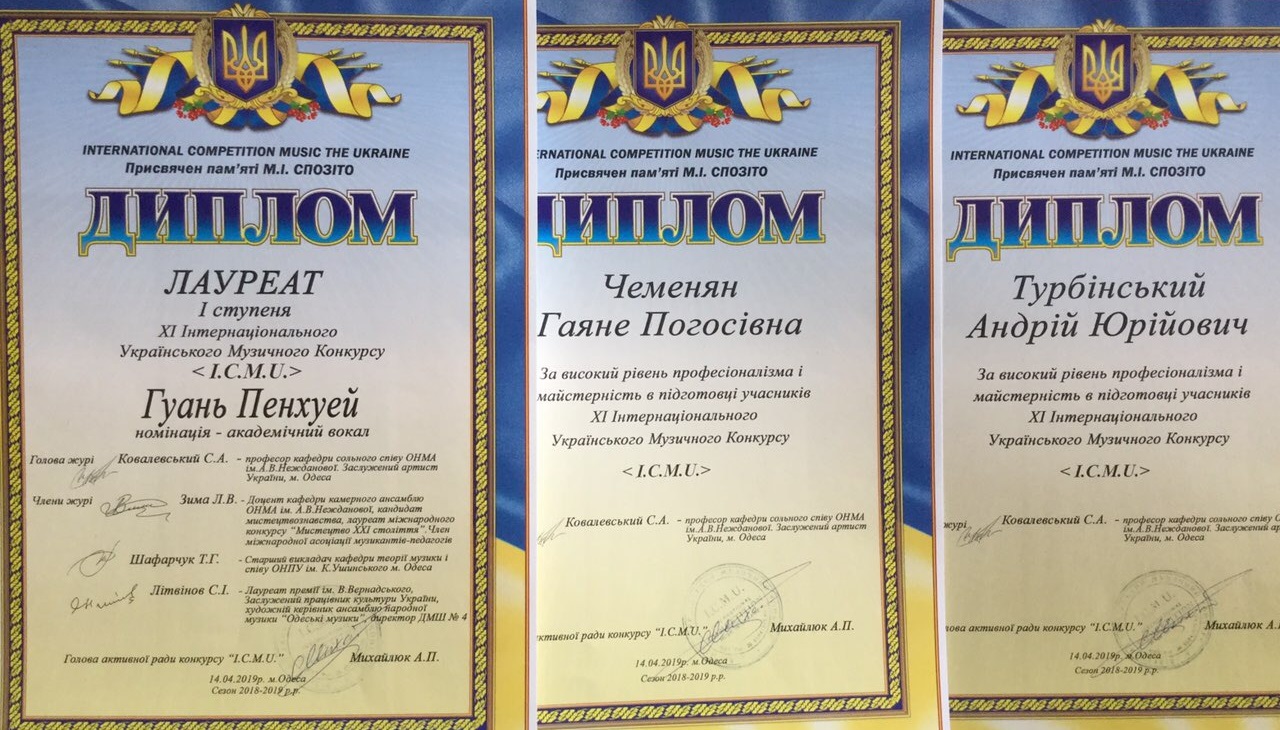 INTERNATIONAL COMPETITION MUSIC THE UKRAINE
Присвячен пам’яті М.І. СПОЗІТО
ДИПЛОМ
ЛАУРЕАТ
І ступеня
XI Інтернаціонального
Українського Музичного Конкурсу
< I.C.M.U.>
Гуань Пенхуей
номінація - академічний вокал
Голова журі Ковалевський С.А. - професор кафедри сольного співу ОНМА
ім.А.В.Нежданової. Заслужений артист
України, м. Одеса
Члени журі Зима Л.В. - Доцент кафедри камерного ансамблю
ОНМА ім. А.В.Нежданової, кандидат
мистецтвознавства, лауреат міжнародного
конкурсу "Мистецтво XXI століття".Член
міжнародної асоціації музикантів-педагогів
Шафарчук Т.Г. - Старший викладач кафедри теорії музики і
співу ОНПУ ім. К.Ушинського м. Одеса
Літвінов С.І. - Лауреат премії ім. В.Вернадського,
Заслужений працівник культури України,
художній керівник ансамблю народної
музики "Одеські музики", директор ДМШ № 4
Голова активної ради конкурсу "I.C.M.U." Михайлюк А.П.
14.04.2019р. м.Одеса
Сезон 2018-2019 р.р.
ERNATIONAL COMPETITION MUSIC THE UKRAINE
Присвячен пам’яті М.І. СПОЗІТО
ДИПЛОМ
Чеменян
Гаяне Погосівна
За високий рівень професіоналізма і
майстерність в підготовці учасників
XI Інтернаціонального
Українського Музичного Конкурсу
< I.C.M.U.>
Ковалевський С.А. - професор кафедри сольного співу ОНМА
ім.А.В.Нежданової. Заслужений артист
України, м. Одеса
активної ради конкурсу "I.C.M.U." Михайлюк А.П.
14.04.2019р. м.Одеса
Сезон 2018-2019 р.р.
INTERNATIONAL COMPETITION MUSIC THE UKRAINE
Присвячен пам’яті М.І. СПОЗІТО
ДИПЛОМ
Турбінський
Андрій Юрійович
За високий рівень професіоналізма і
майстерність в підготовці учасників
XI Інтернаціонального
Українського Музичного Конкурсу
< I.C.M.U.>
журі Ковалевський С.А. - професор кафедри сольного співу О
ім.А.В.Нежданової. Заслужений арти
України, м. Одеса
лова активної ради конкурсу "I.C.M.U." Михайлюк А.
14.04.2019р. м.Одеса
Сезон 2018-2019 р.р.